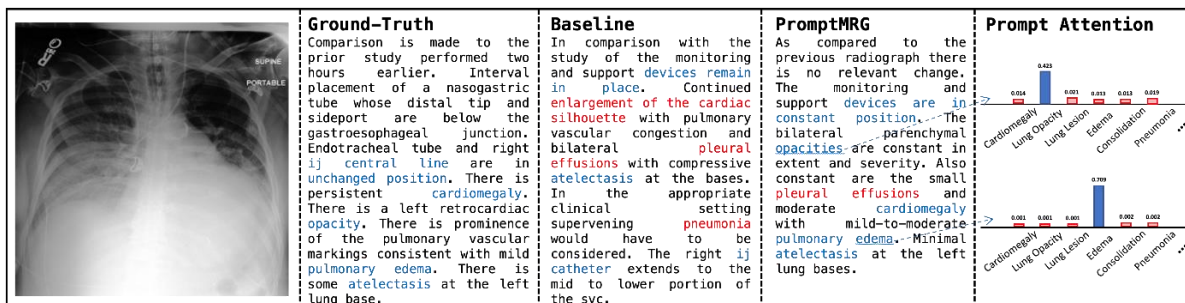 SUPINE
PORTABLE
Ground-Truth
Comparison is made to the
prior study performed two
hours earlier. Interval
placement of a nasogastric
tube whose distal tip and
sideport are below the
gastroesophageal junction.
Endotracheal tube and right
ij central line are in
unchanged position. There is
persistent cardiomegaly.
There is a left retrocardiac
opacity. There is prominence
of the pulmonary vascular
markings consistent with mild
pulmonary edema. There is
some atelectasis at the left
lung base.
Baseline
In comparison with the
study of the monitoring
and support devices remain
in place. Continued
enlargement of the cardiac
silhouette with pulmonary
vascular congestion and
bilateral pleural
effusions with compressive
atelectasis at the bases.
In the appropriate
clinical setting
supervening pneumonia
would have to be
considered. The right ij
catheter extends to the
mid to lower portion of
the svc.
PromptMRG
As compared to the
previous radiograph there
is no relevant change.
The monitoring and
support devices are in
constant position. The
bilateral parenchymal
opacities are constant in
extent and severity. Also
constant are the small
pleural effusions and
moderate cardiomegaly
with mild-to-moderate
pulmonary edema. Minimal
atelectasis at the left
lung bases.
Prompt Attention
0.423
0.014 0.021 0.013 0.013 0.019
Cardiomegaly Lung Opacity Lung Lesion Edema Consolidation Pneumonia ...
0.709
0.001 0.001 0.001 0.002 0.002
Cardiomegaly Lung Opacity Lung Lesion Edema Consolidation Pneumonia ...